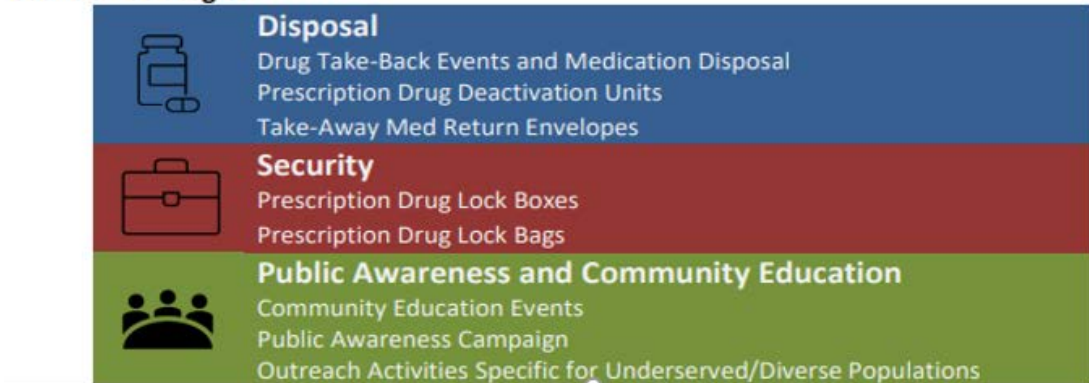 Disposal
Drug Take-Back Events and Medication Disposal
Prescription Drug Deactivation Units
Take-Away Med Return Envelopes
Security
Prescription Drug Lock Boxes
Prescription Drug Lock Bags
Public Awareness and Community Education
Community Education Events
Public Awareness Campaign
Outreach Activities Specific for Underserved/Diverse Populations